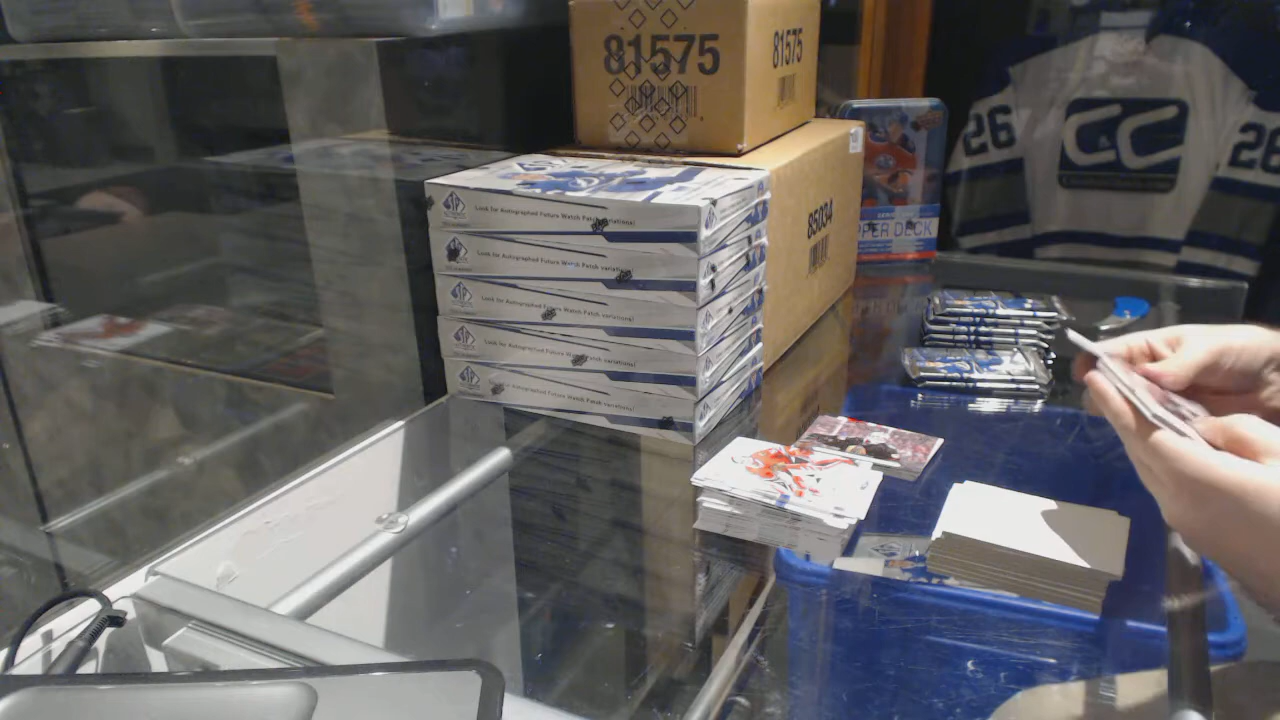 81575
81575
85034
SP
Look for Autographed Future Watch Patch variations!
Look for Autographed Future Watch Patch variations!
Look for Autographed Future Watch Patch variations!
Look for Autographed Future Watch Patch variations!
Look for Autographed Future Watch Patch variations!
UPPER DECK
26
CC
26